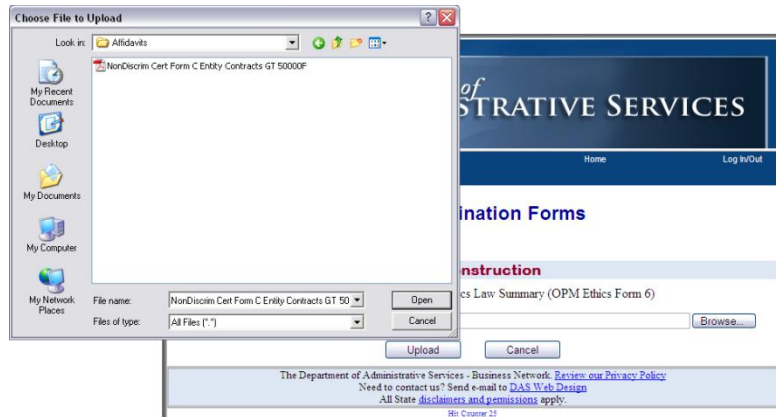 Choose File to Upload
Look in: Affidavits
NonDiscrim Cert Form C Entity Contracts GT 50000F
My Recent
Documents
Desktop
My Documents
My Computer
My Network
Places
File name: NonDiscrim Cert Form C Entity Contracts GT 50 Open
Files of type: All Files (*.*) Cancel
of
STRATIVE SERVICES
Home Log In/Out
ination Forms
nstruction
cs Law Summary (OPM Ethics Form 6)
Browse...
Upload Cancel
The Department of Administrative Services - Business Network. Review our Privacy Policy
Need to contact us? Send e-mail to DAS Web Design
All State disclaimers and permissions apply.
Hit Counter 25